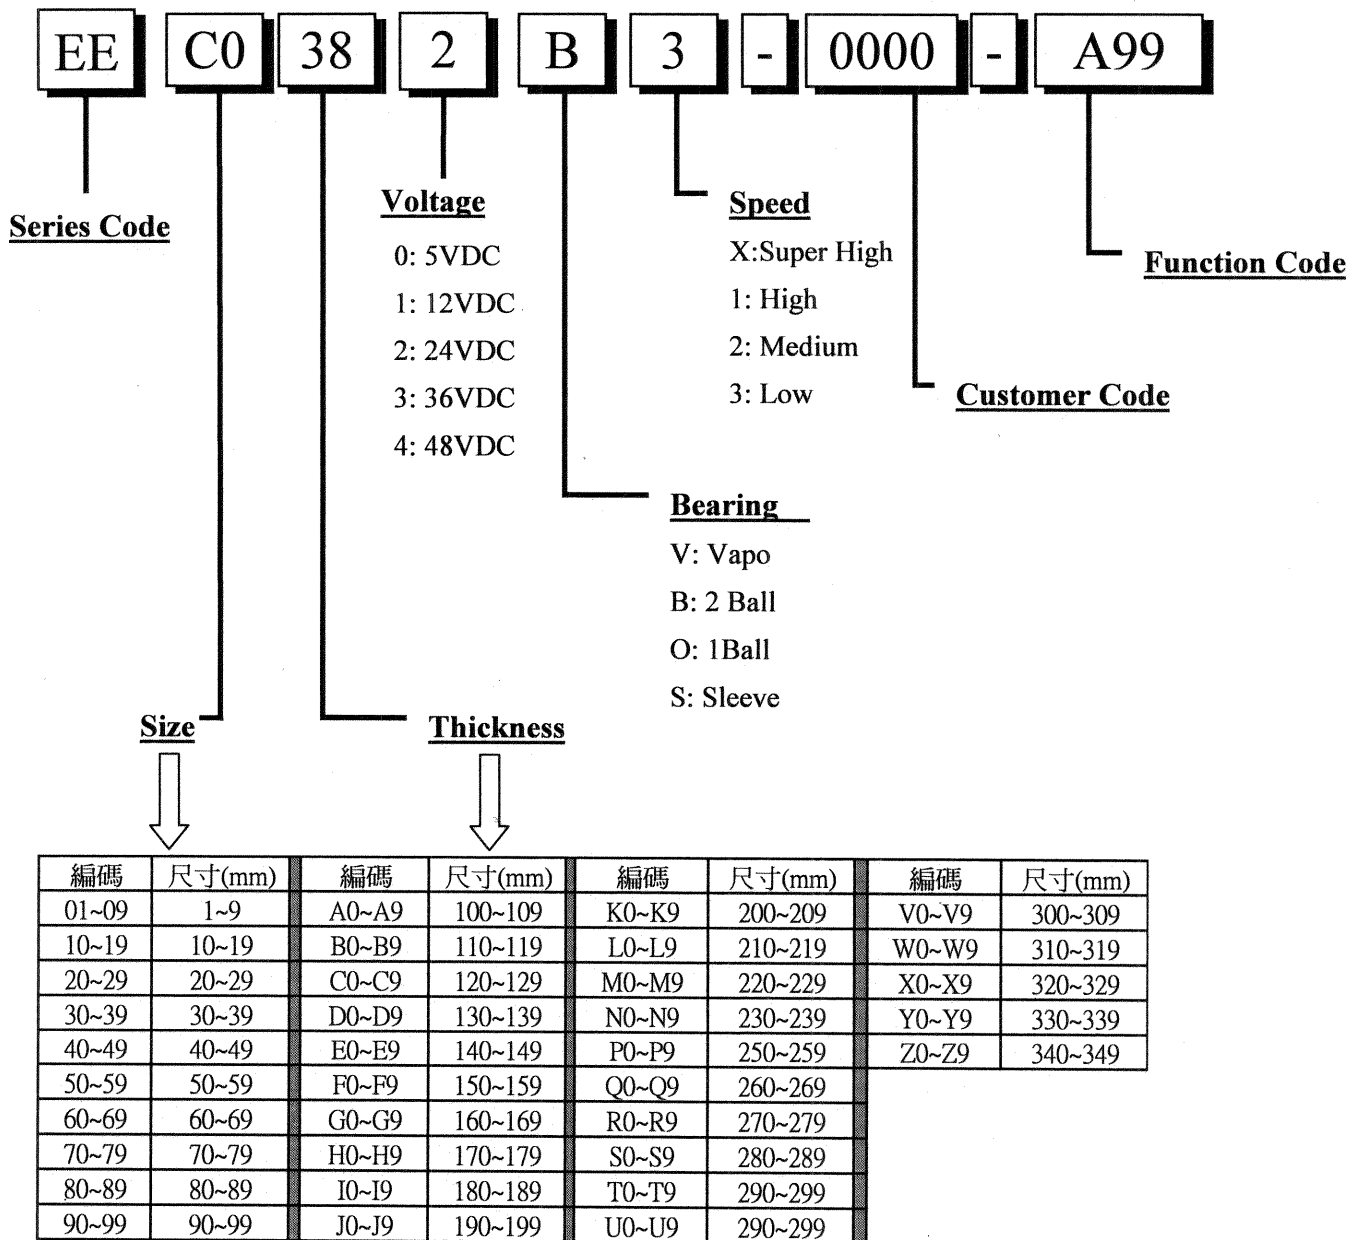 EE C0 38 2 B 3 - 0000 - A99
Series Code
Voltage
0: 5VDC
1: 12VDC
2: 24VDC
3: 36VDC
4: 48VDC
Speed
X:Super High
1: High
2: Medium
3: Low
Function Code
Customer Code
Bearing
V: Vapo
B: 2 Ball
O: 1Ball
S: Sleeve
Size
Thickness
編碼 尺寸(mm) 編碼 尺寸(mm) 編碼 尺寸(mm) 編碼 尺寸(mm)
01~09 1~9 A0~A9 100~109 K0~K9 200~209 V0~V9 300~309
10~19 10~19 B0~B9 110~119 L0~L9 210~219 W0~W9 310~319
20~29 20~29 C0~C9 120~129 M0~M9 220~229 X0~X9 320~329
30~39 30~39 D0~D9 130~139 N0~N9 230~239 Y0~Y9 330~339
40~49 40~49 E0~E9 140~149 P0~P9 250~259 Z0~Z9 340~349
50~59 50~59 F0~F9 150~159 Q0~Q9 260~269
60~69 60~69 G0~G9 160~169 R0~R9 270~279
70~79 70~79 H0~H9 170~179 S0~S9 280~289
80~89 80~89 I0~I9 180~189 T0~T9 290~299
90~99 90~99 J0~J9 190~199 U0~U9 290~299